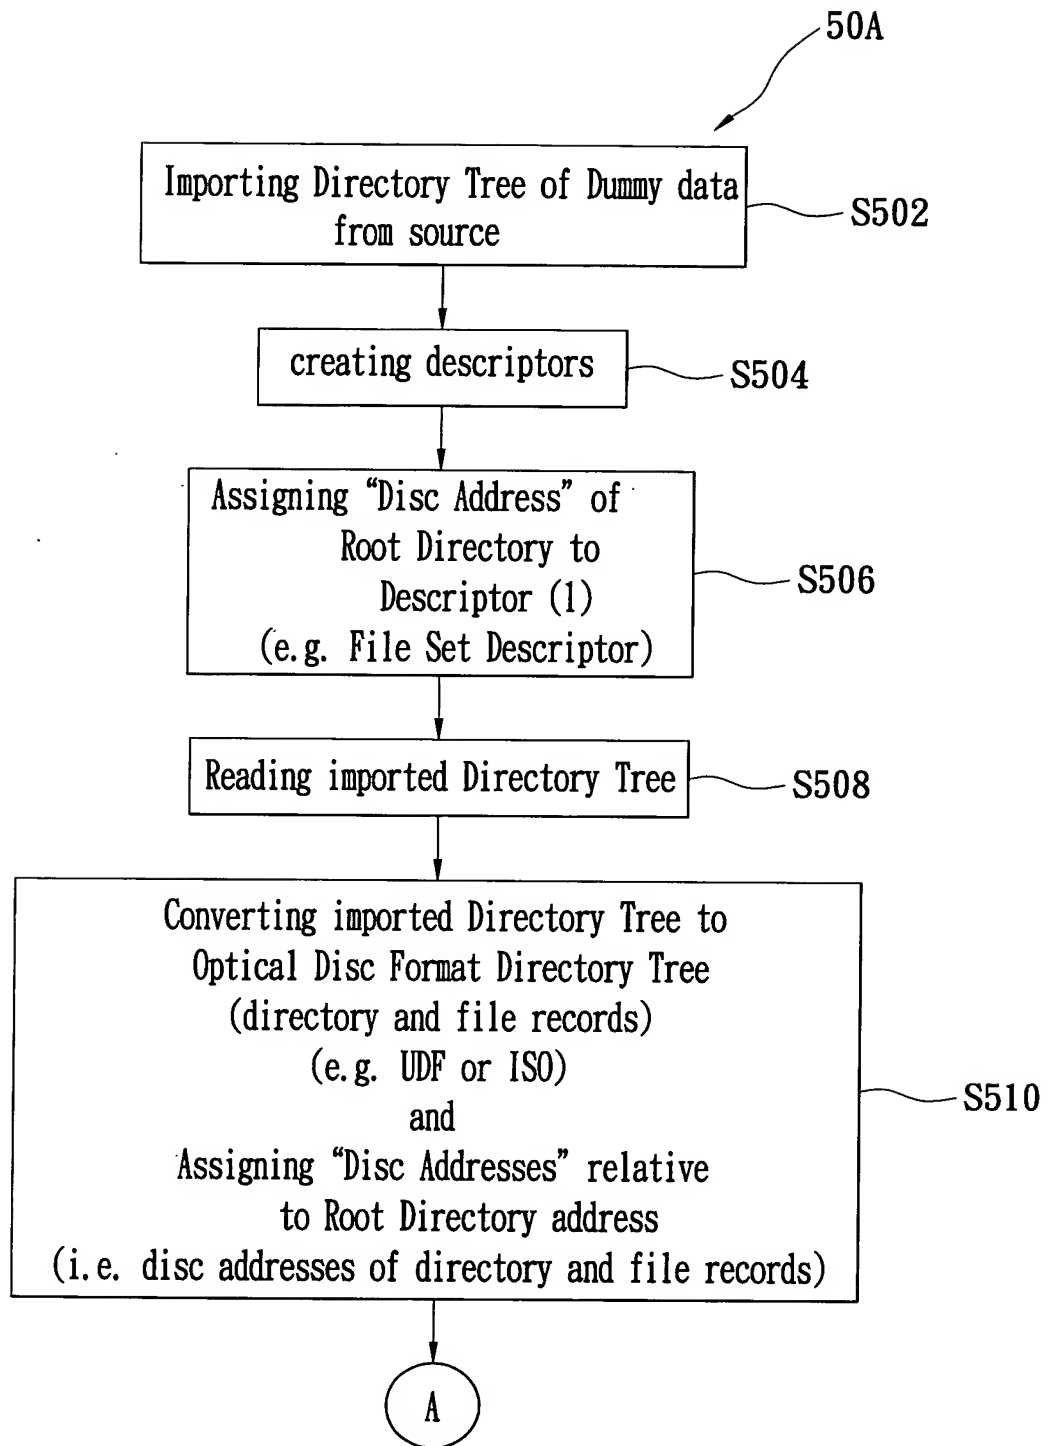 50A
Importing Directory Tree of Dummy data
from source
S502
creating descriptors
S504
Assigning “Disc Address” of
Root Directory to
Descriptor (1)
(e.g. File Set Descriptor)
S506
Reading imported Directory Tree
S508
Converting imported Directory Tree to
Optical Disc Format Directory Tree
(directory and file records)
(e.g. UDF or ISO)
and
Assigning “Disc Addresses” relative
to Root Directory address
(i.e. disc addresses of directory and file records)
S510
A